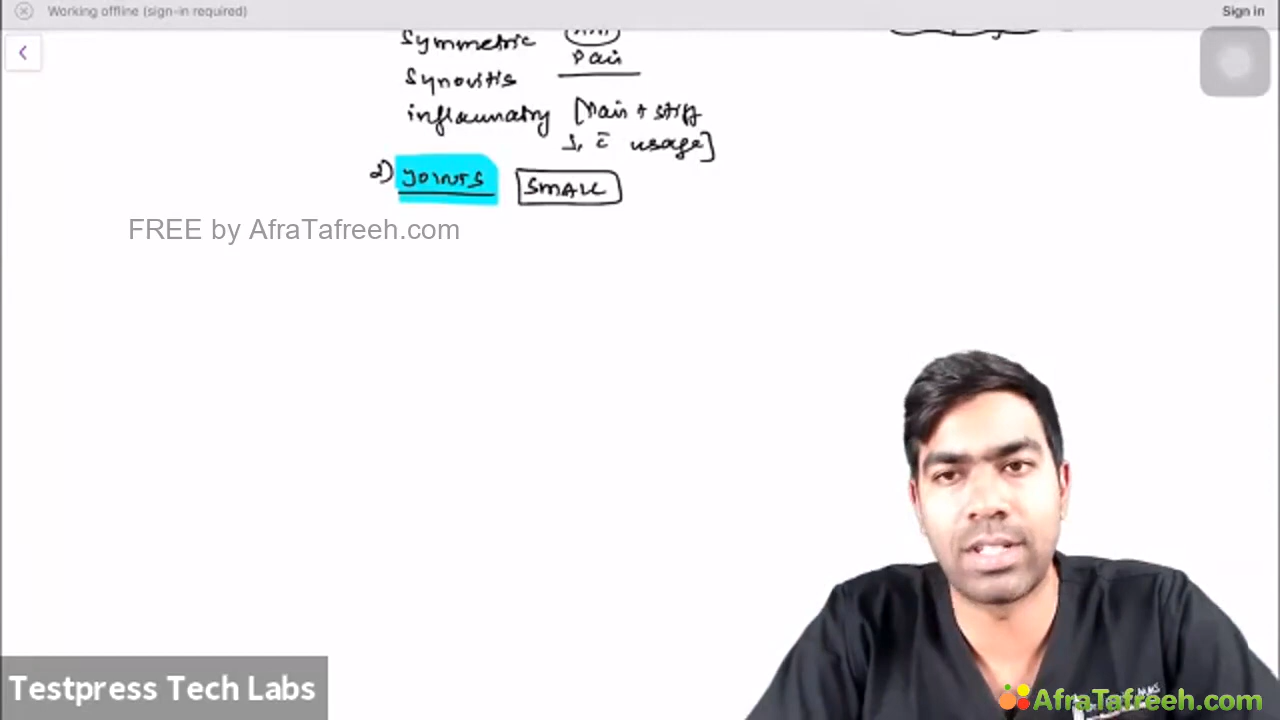 Working offline (sign-in required)
Sign in
symmetric
Pain
synovitis
inflammatory [Pain + stiff
↓, c̄ usage]
2) JOINTS SMALL
FREE by AfraTafreeh.com
Testpress Tech Labs
AfraTafreeh.com